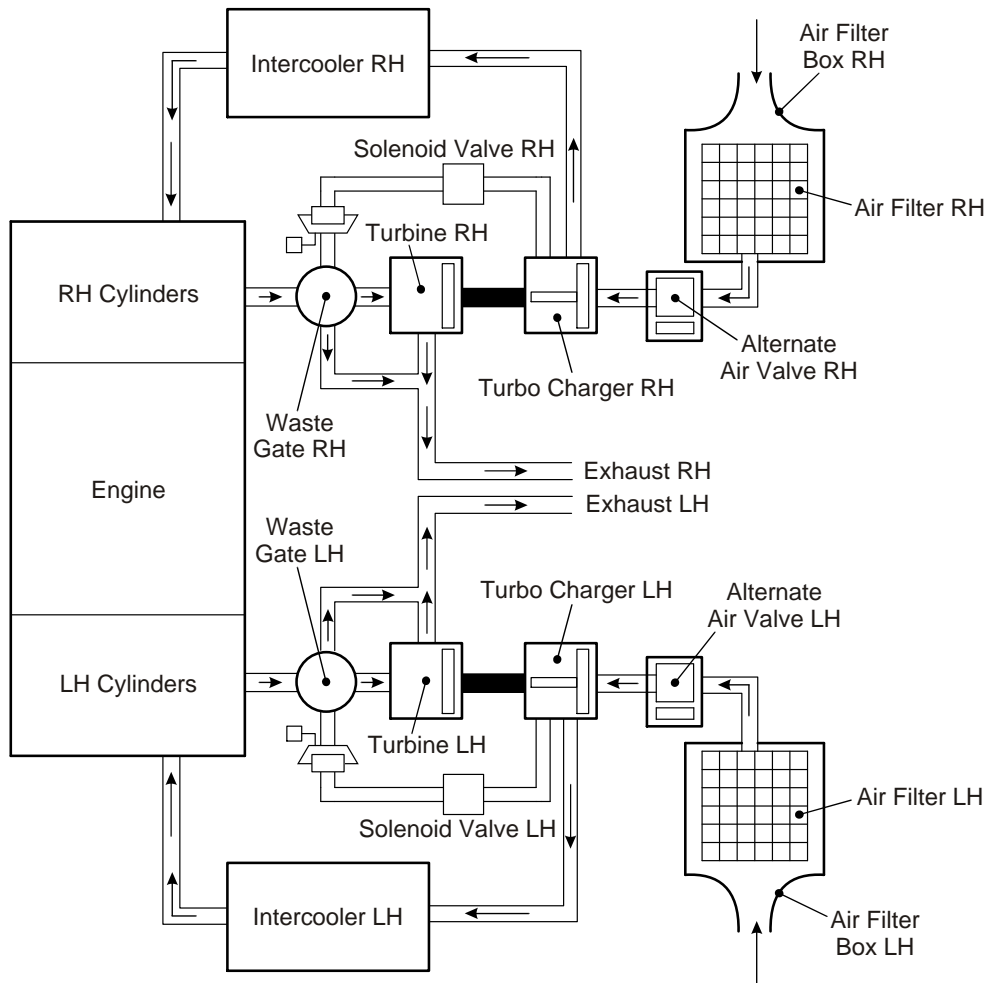 Intercooler RH
Air Filter
Box RH
Solenoid Valve RH
Air Filter RH
Turbine RH
RH Cylinders
Alternate
Air Valve RH
Turbo Charger RH
Waste
Gate RH
Exhaust RH
Engine
Exhaust LH
Waste
Gate LH
Turbo Charger LH
Alternate
Air Valve LH
LH Cylinders
Turbine LH
Air Filter LH
Solenoid Valve LH
Intercooler LH
Air Filter
Box LH